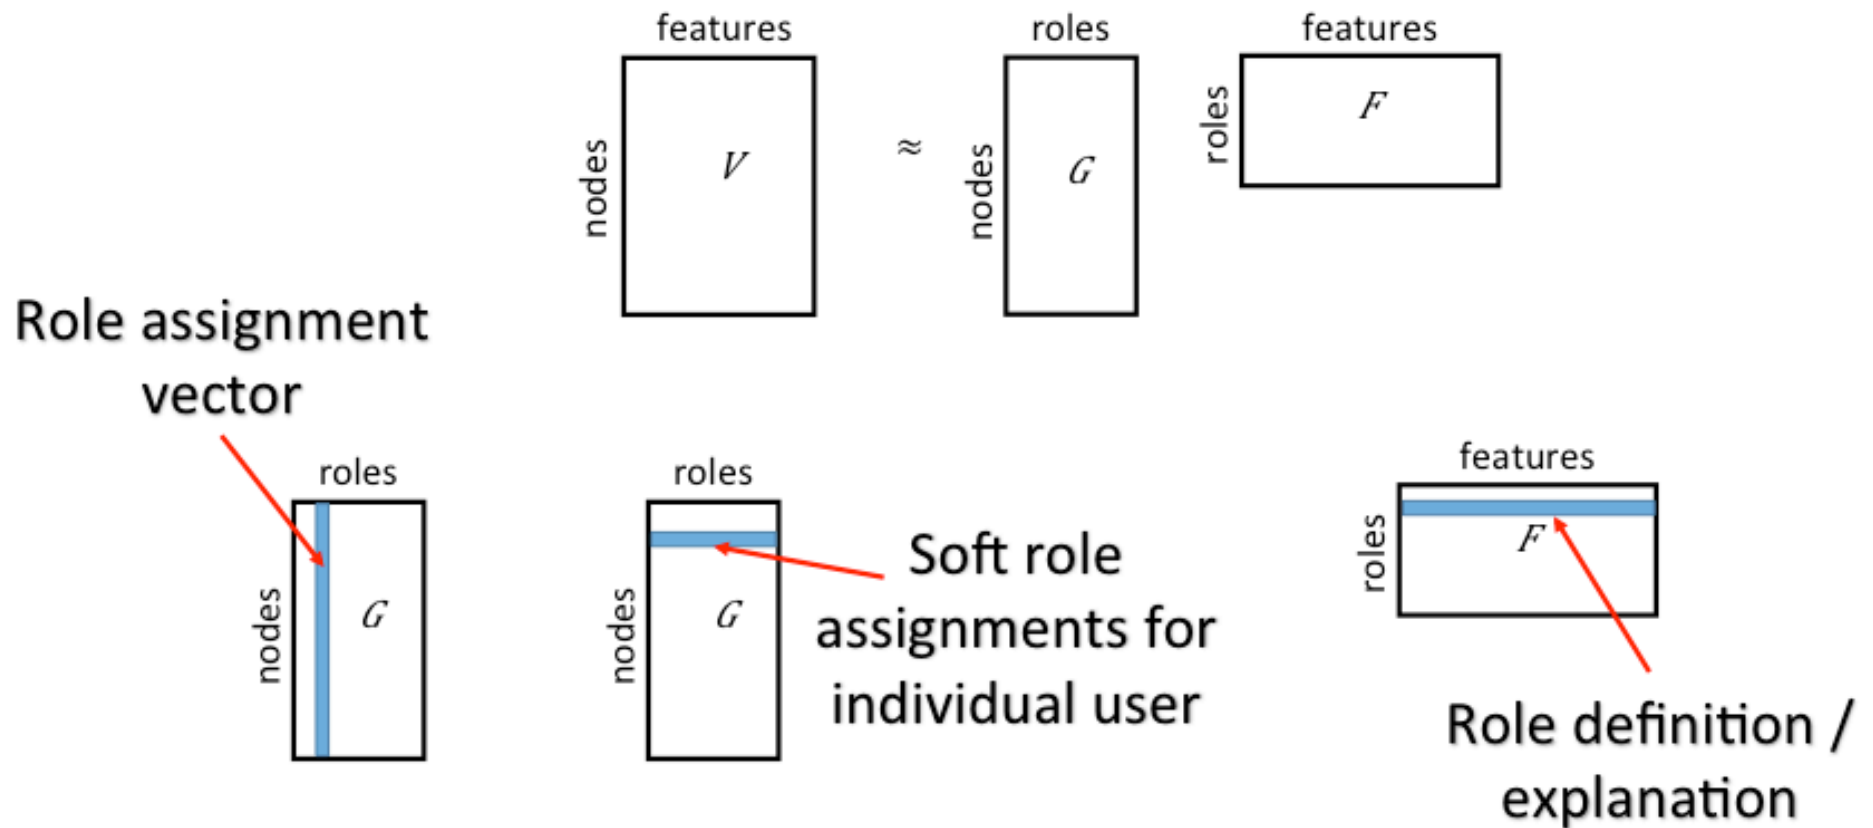 features
roles
features
nodes
V
≈
nodes
G
roles
F
Role assignment
vector
roles
nodes
G
roles
nodes
G
Soft role
assignments for
individual user
features
roles
F
Role definition /
explanation